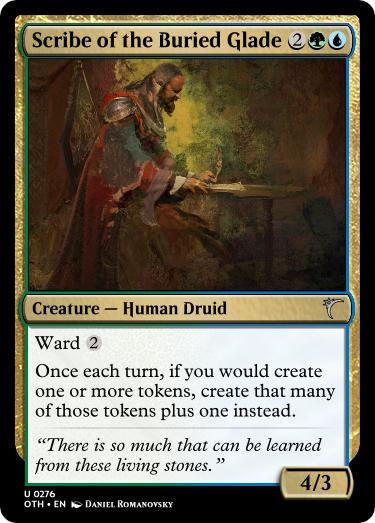 Scribe of the Buried Glade 2
Creature — Human Druid
Ward 2
Once each turn, if you would create
one or more tokens, create that many
of those tokens plus one instead.
“There is so much that can be learned
from these living stones.”
4/3
U 0276
OTH • EN Daniel Romanovsky